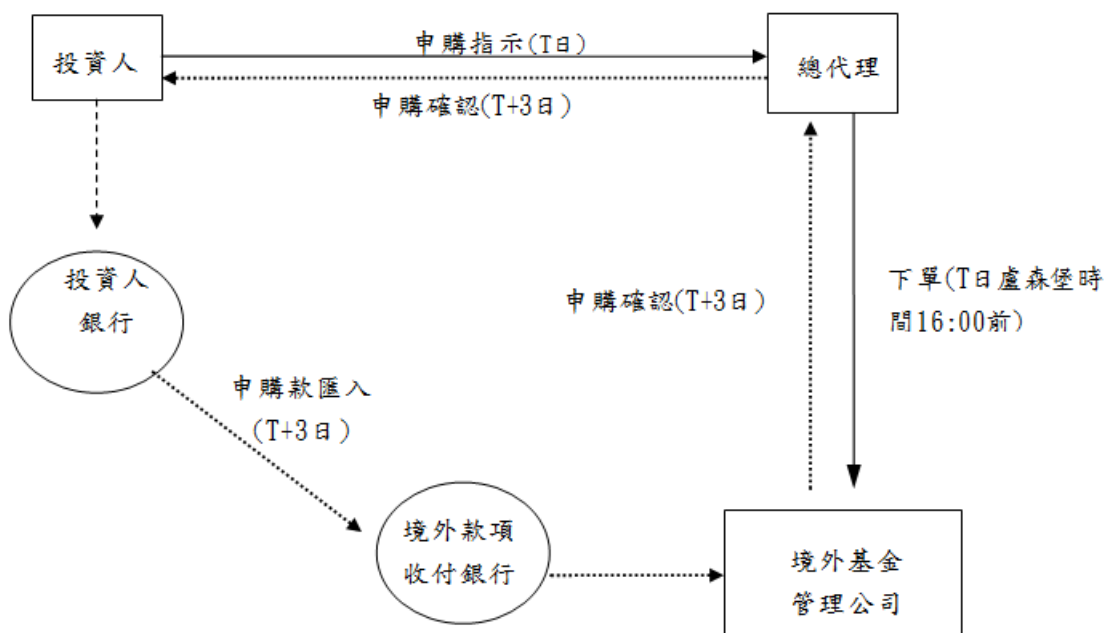 投資人
申購指示(T日)
總代理
申購確認(T+3日)
投資人
銀行
申購確認(T+3日)
下單(T日盧森堡時
間16:00前)
申購款匯入
(T+3日)
境外款項
收付銀行
境外基金
管理公司